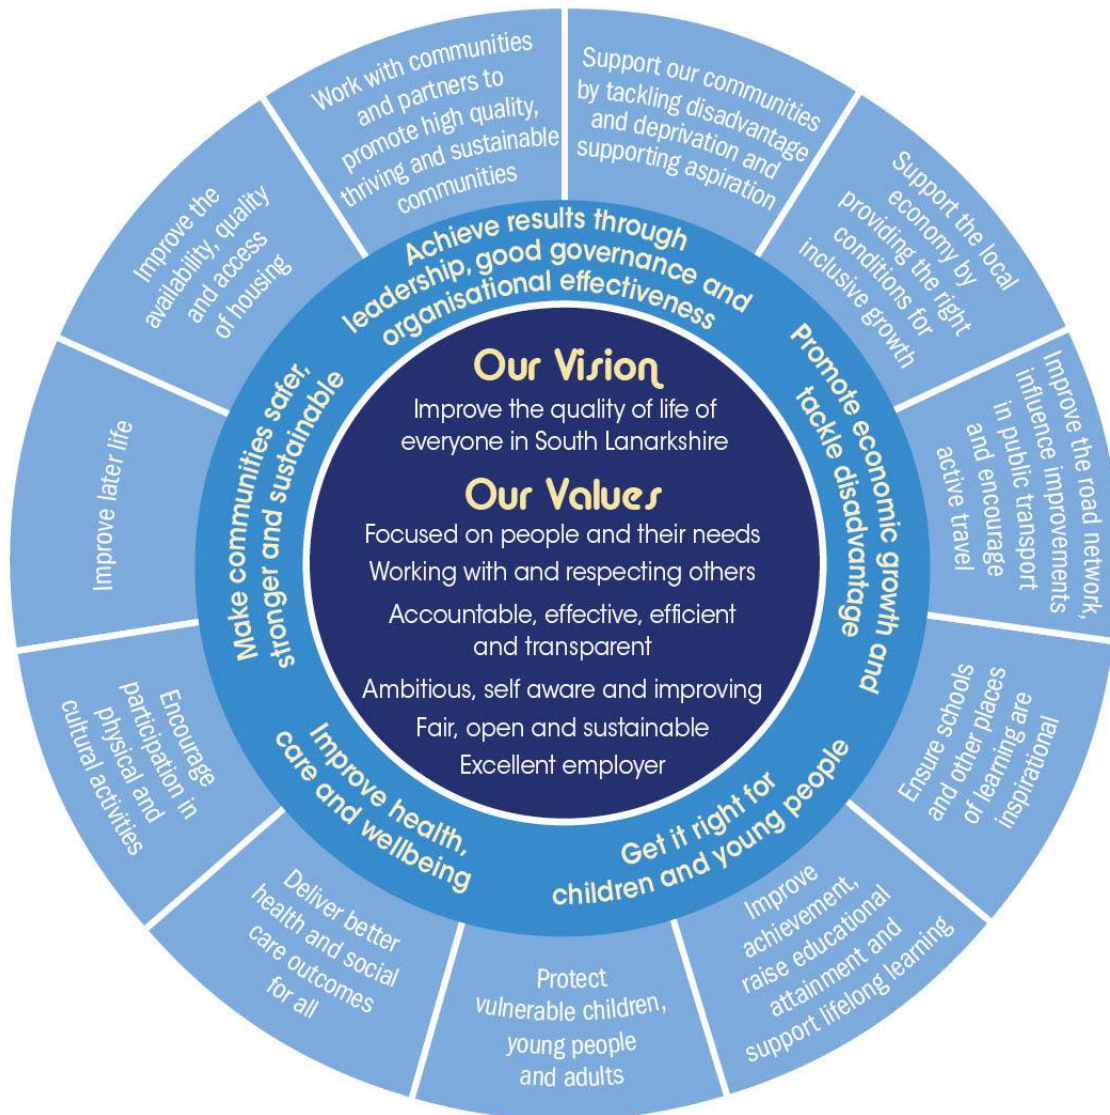 Our Vision
Improve the quality of life of
everyone in South Lanarkshire
Our Values
Focused on people and their needs
Working with and respecting others
Accountable, effective, efficient
and transparent
Ambitious, self aware and improving
Fair, open and sustainable
Excellent employer
Achieve results through
leadership, good governance and
organisational effectiveness
Promote economic growth and
tackle disadvantage
Get it right for
children and young people
Improve health,
care and wellbeing
Make communities safer,
stronger and sustainable
Support our communities
by tackling disadvantage
and deprivation and
supporting aspiration
Support the local
economy by
providing the right
conditions for
inclusive growth
Improve the road network,
influence improvements
in public transport
and encourage
active travel
Ensure schools
and other places
of learning are
inspirational
Improve
achievement,
raise educational
attainment and
support lifelong learning
Protect
vulnerable children,
young people
and adults
Deliver better
health and social
care outcomes
for all
Encourage
participation in
physical and
cultural activities
Improve later life
Improve the
availability, quality
and access
of housing
Work with communities
and partners to
promote high quality,
thriving and sustainable
communities